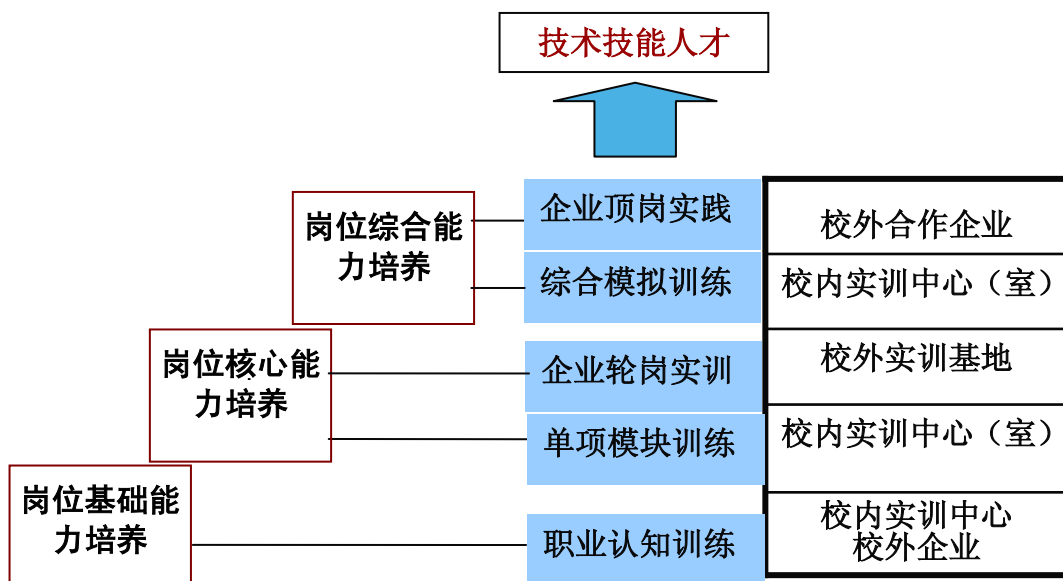 技术技能人才
企业顶岗实践
校外合作企业
岗位综合能
力培养
综合模拟训练
校内实训中心（室）
岗位核心能
力培养
企业轮岗实训
校外实训基地
单项模块训练
校内实训中心（室）
岗位基础能
力培养
职业认知训练
校内实训中心
校外企业